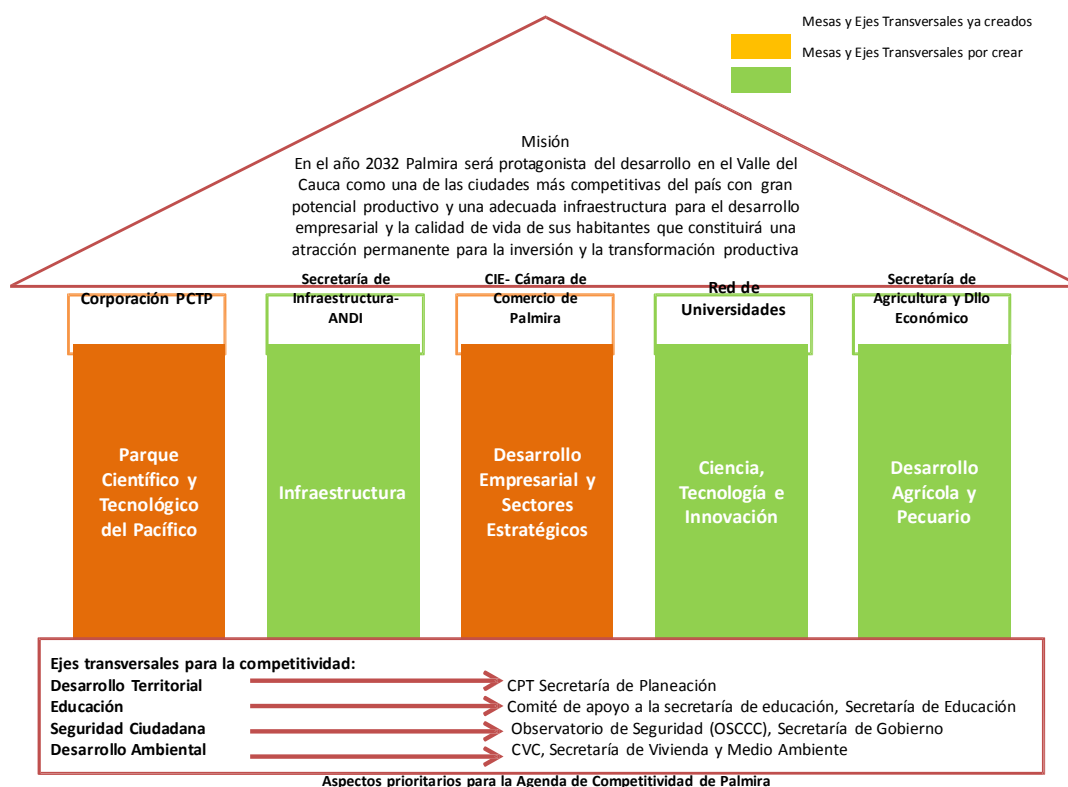 Mesas y Ejes Transversales ya creados
Mesas y Ejes Transversales por crear
Misión
En el año 2032 Palmira será protagonista del desarrollo en el Valle del
Cauca como una de las ciudades más competitivas del país con gran
potencial productivo y una adecuada infraestructura para el desarrollo
empresarial y la calidad de vida de sus habitantes que constituirá una
atracción permanente para la inversión y la transformación productiva
Corporación PCTP
Secretaría de
Infraestructura-
ANDI
CIE- Cámara de
Comercio de
Palmira
Red de
Universidades
Secretaría de
Agricultura y Dllo
Económico
Parque
Científico y
Tecnológico
del Pacífico
Infraestructura
Desarrollo
Empresarial y
Sectores
Estratégicos
Ciencia,
Tecnología e
Innovación
Desarrollo
Agrícola y
Pecuario
Ejes transversales para la competitividad:
Desarrollo Territorial CPT Secretaría de Planeación
Educación Comité de apoyo a la secretaría de educación, Secretaría de Educación
Seguridad Ciudadana Observatorio de Seguridad (OSCCC), Secretaría de Gobierno
Desarrollo Ambiental CVC, Secretaría de Vivienda y Medio Ambiente
Aspectos prioritarios para la Agenda de Competitividad de Palmira